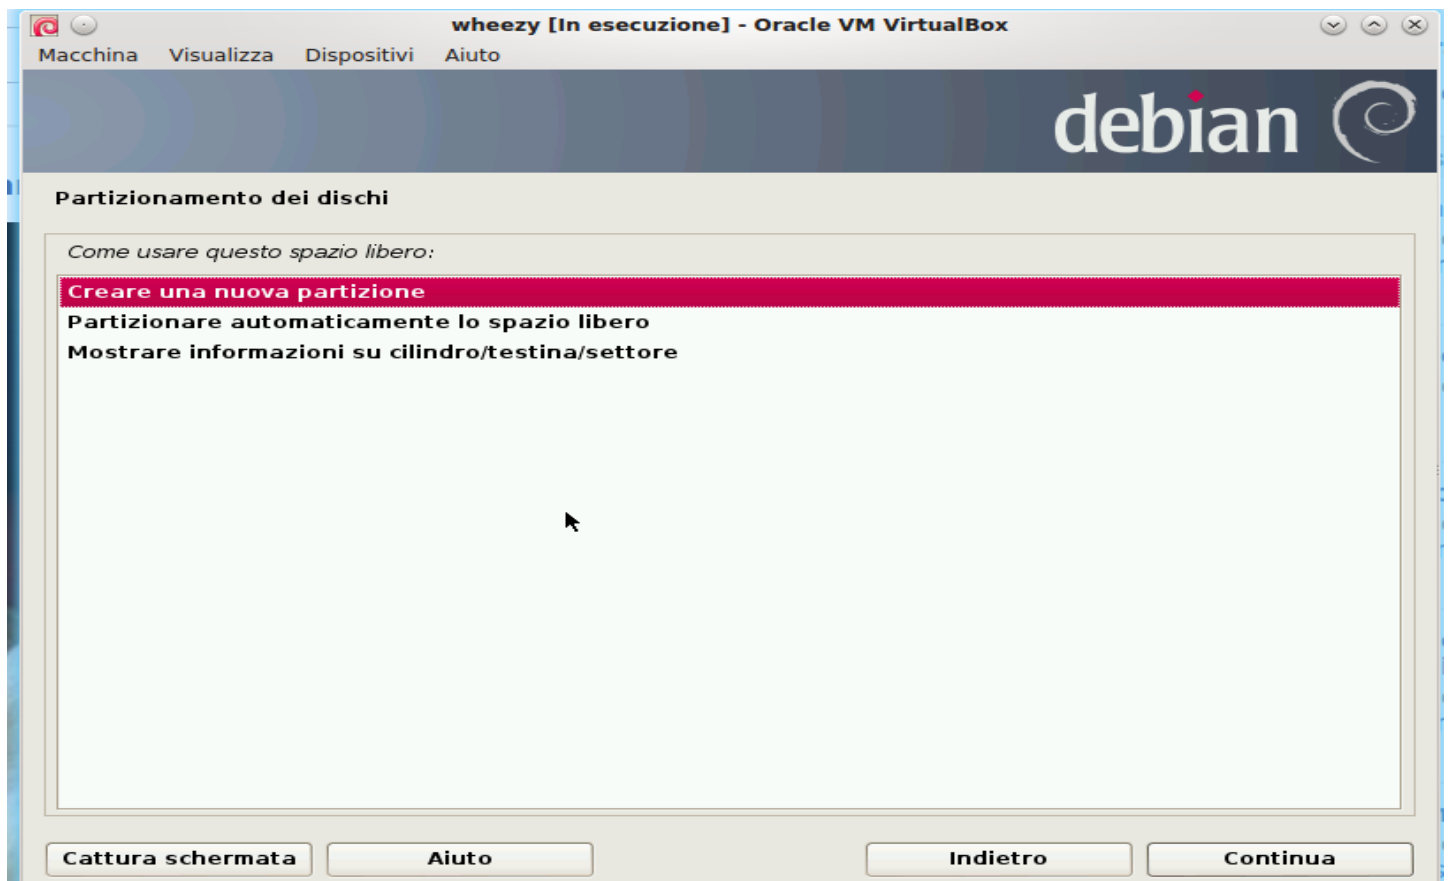 wheezy [In esecuzione] - Oracle VM VirtualBox
Macchina Visualizza Dispositivi Aiuto
debian
Partizionamento dei dischi
Come usare questo spazio libero:
Creare una nuova partizione
Partizionare automaticamente lo spazio libero
Mostrare informazioni su cilindro/testina/settore
Cattura schermata Aiuto Indietro Continua